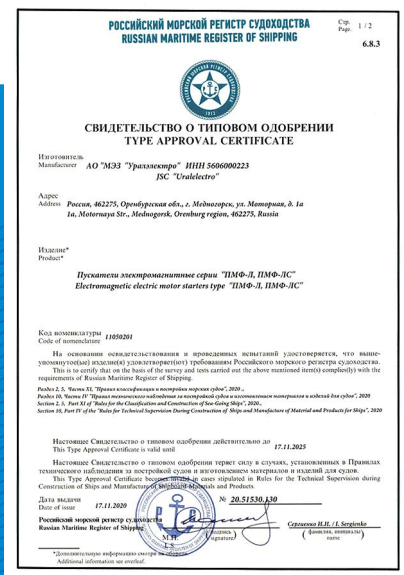 РОССИЙСКИЙ МОРСКОЙ РЕГИСТР СУДОХОДСТВА
RUSSIAN MARITIME REGISTER OF SHIPPING
Стр.
Page. 1 / 2
6.8.3
1913
СВИДЕТЕЛЬСТВО О ТИПОВОМ ОДОБРЕНИИ
TYPE APPROVAL CERTIFICATE
Изготовитель
Manufacturer
АО "МЭЗ "Уралэлектро" ИНН 5606000223
JSC "Uralelectro"
Адрес
Address
Россия, 462275, Оренбургская обл., г. Медногорск, ул. Моторная, д. 1а
1a, Motornaya Str., Mednogorsk, Orenburg region, 462275, Russia
Изделие*
Product*
Пускатели электромагнитные серии "ПМФ-Л, ПМФ-ЛС"
Electromagnetic electric motor starters type "ПМФ-Л, ПМФ-ЛС"
Код номенклатуры
Code of nomenclature
11050201
На основании освидетельствования и проведенных испытаний удостоверяется, что выше-
упомянутое(ые) изделие(я) удовлетворяет(ют) требованиям Российского морского регистра судоходства.
This is to certify that on the basis of the survey and tests carried out the above mentioned item(s) complies(ly) with the
requirements of Russian Maritime Register of Shipping.
Раздел 2, 5, Часть XI, "Правил классификации и постройки морских судов", 2020 ..,
Раздел 10, Часть IV "Правил технического наблюдения за постройкой судов и изготовлением материалов и изделий для судов", 2020
Section 2, 5, Part XI of "Rules for the Classification and Construction of Sea-Going Ships", 2020..,
Section 10, Part IV of the "Rules for Technical Supervision During Construction of Ships and Manufacture of Material and Products for Ships", 2020
Настоящее Свидетельство о типовом одобрении действительно до
This Type Approval Certificate is valid until
17.11.2025
Настоящее Свидетельство о типовом одобрении теряет силу в случаях, установленных в Правилах
технического наблюдения за постройкой судов и изготовлением материалов и изделий для судов.
This Type Approval Certificate becomes invalid in cases stipulated in Rules for the Technical Supervision during
Construction of Ships and Manufacture of Shipboard Materials and Products.
Дата выдачи
Date of issue
17.11.2020
№ 20.51530.130
Российский морской регистр судоходства
Russian Maritime Register of Shipping
М.П.
L.S.
(подпись)
signature
Сергиенко И.И. / I. Sergienko
(фамилия, инициалы)
name
*Дополнительную информацию смотри на обороте.
Additional information see overleaf.